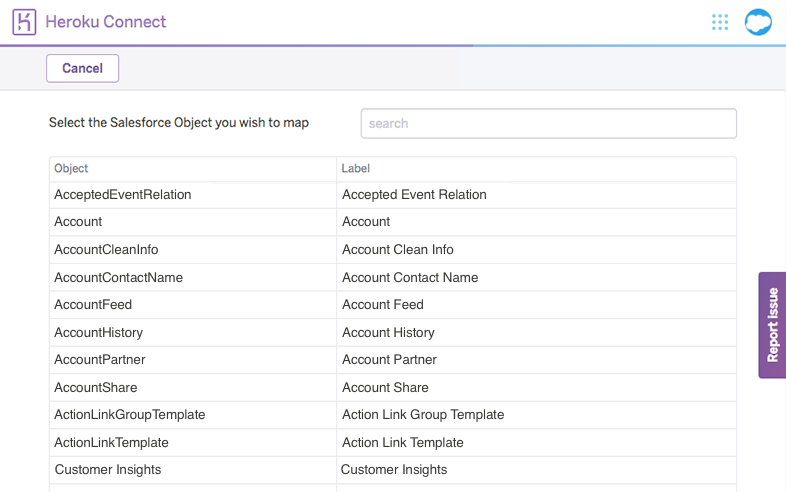 Heroku Connect
Cancel
Select the Salesforce Object you wish to map
search
Object Label
AcceptedEventRelation Accepted Event Relation
Account Account
AccountCleanInfo Account Clean Info
AccountContactName Account Contact Name
AccountFeed Account Feed
AccountHistory Account History
AccountPartner Account Partner
AccountShare Account Share
ActionLinkGroupTemplate Action Link Group Template
ActionLinkTemplate Action Link Template
Customer Insights Customer Insights
Report Issue